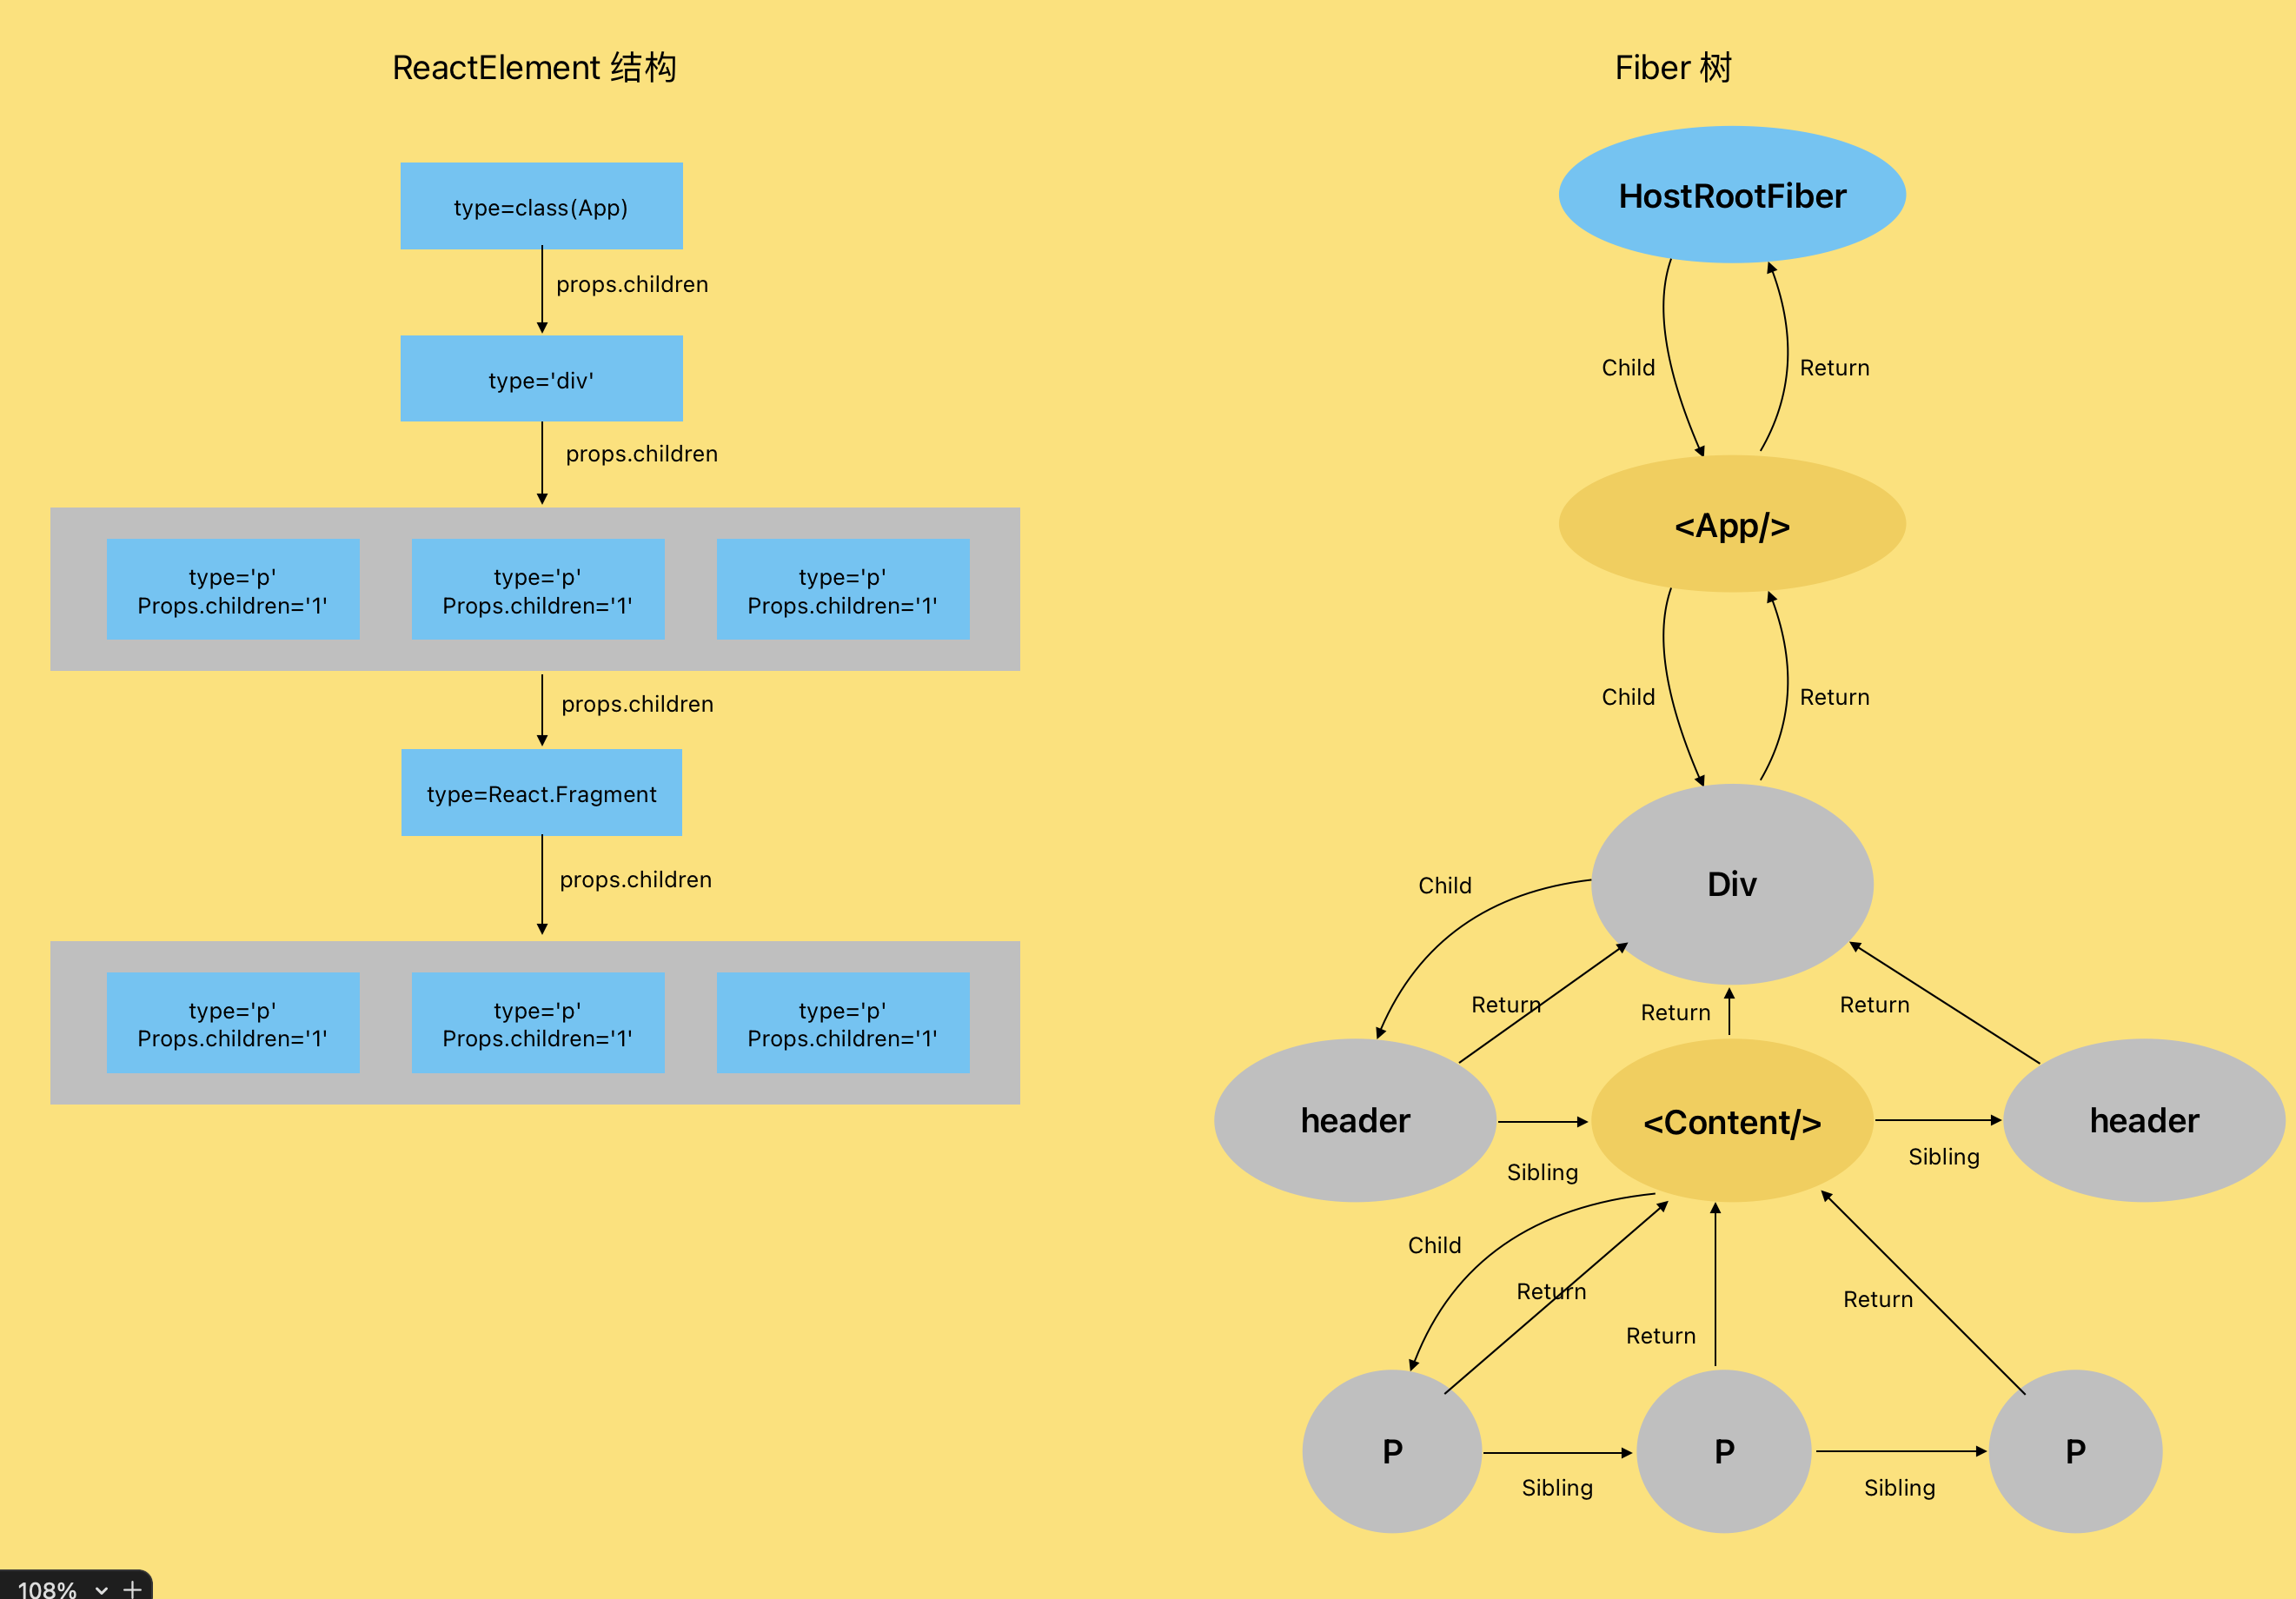 ReactElement 结构
type=class(App)
props.children
type='div'
props.children
type='p'
Props.children='1'
type='p'
Props.children='1'
type='p'
Props.children='1'
props.children
type=React.Fragment
props.children
type='p'
Props.children='1'
type='p'
Props.children='1'
type='p'
Props.children='1'
Fiber 树
HostRootFiber
Child
Return
<App/>
Child
Return
Div
Child
Return
Return
Return
header
Sibling
<Content/>
Sibling
header
Child
Return
Return
Return
P
Sibling
P
Sibling
P
108%